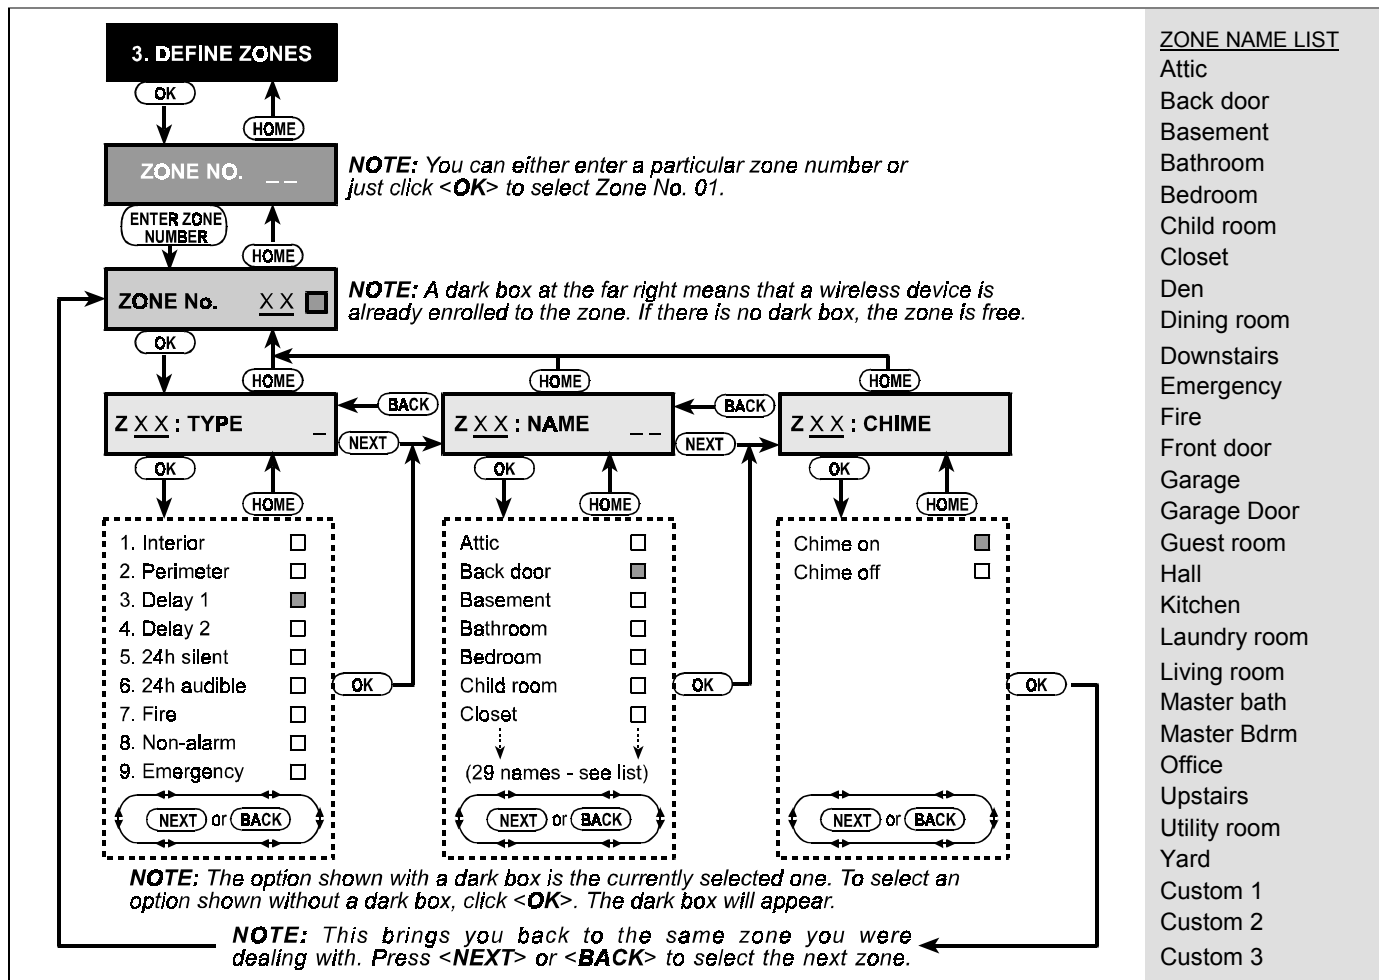 3. DEFINE ZONES
OK
HOME
ZONE NO. _ _
NOTE: You can either enter a particular zone number or
just click <OK> to select Zone No. 01.
ENTER ZONE
NUMBER
HOME
ZONE No. X X
NOTE: A dark box at the far right means that a wireless device is
already enrolled to the zone. If there is no dark box, the zone is free.
OK
HOME
HOME
HOME
Z X X : TYPE _
BACK
NEXT
Z X X : NAME _ _
BACK
NEXT
Z X X : CHIME
OK
HOME
OK
HOME
OK
HOME
1. Interior
2. Perimeter
3. Delay 1
4. Delay 2
5. 24h silent
6. 24h audible
7. Fire
8. Non-alarm
9. Emergency
NEXT or BACK
OK
Attic
Back door
Basement
Bathroom
Bedroom
Child room
Closet
(29 names - see list)
NEXT or BACK
OK
Chime on
Chime off
NEXT or BACK
OK
NOTE: The option shown with a dark box is the currently selected one. To select an
option shown without a dark box, click <OK>. The dark box will appear.
NOTE: This brings you back to the same zone you were
dealing with. Press <NEXT> or <BACK> to select the next zone.
ZONE NAME LIST
Attic
Back door
Basement
Bathroom
Bedroom
Child room
Closet
Den
Dining room
Downstairs
Emergency
Fire
Front door
Garage
Garage Door
Guest room
Hall
Kitchen
Laundry room
Living room
Master bath
Master Bdrm
Office
Upstairs
Utility room
Yard
Custom 1
Custom 2
Custom 3